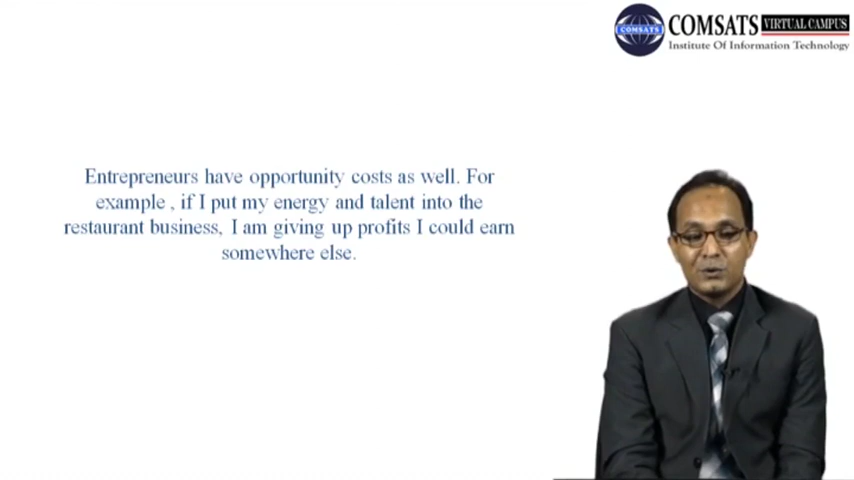 COMSATS VIRTUAL CAMPUS
COMSATS
Institute Of Information Technology
Entrepreneurs have opportunity costs as well. For
example , if I put my energy and talent into the
restaurant business, I am giving up profits I could earn
somewhere else.